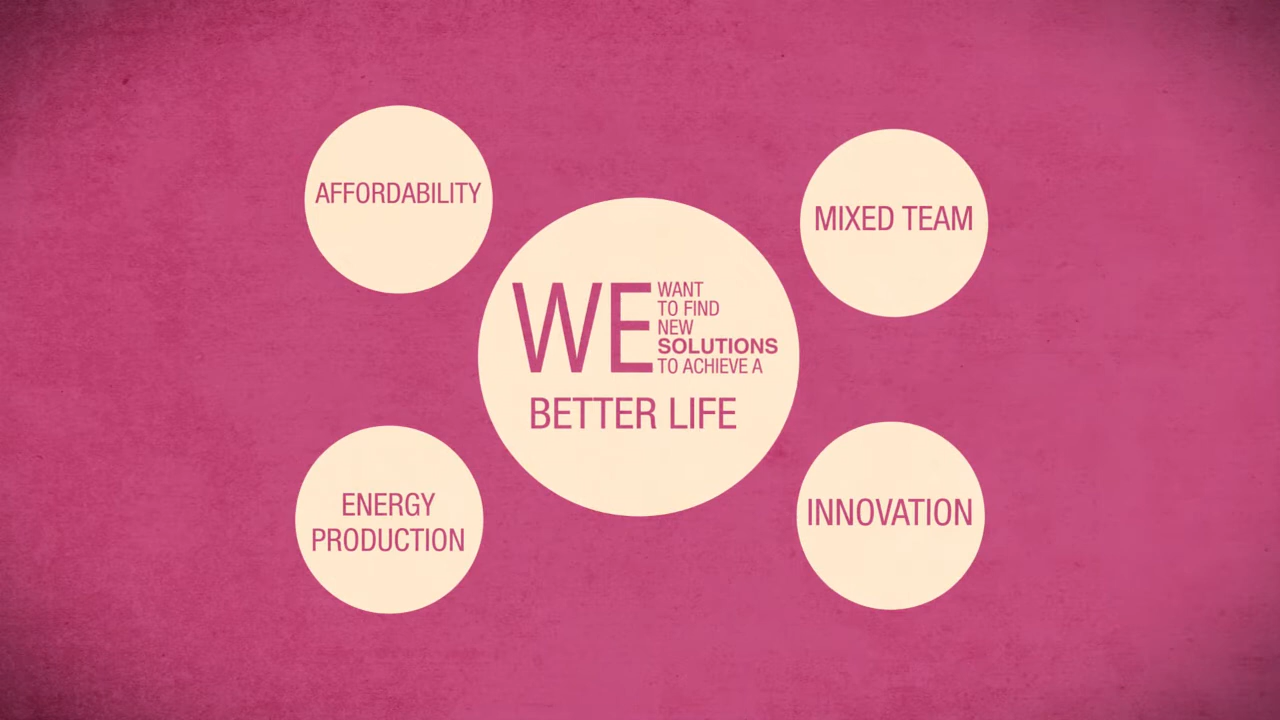 AFFORDABILITY
MIXED TEAM
WE
WANT
TO FIND
NEW
SOLUTIONS
TO ACHIEVE A
BETTER LIFE
ENERGY
PRODUCTION
INNOVATION